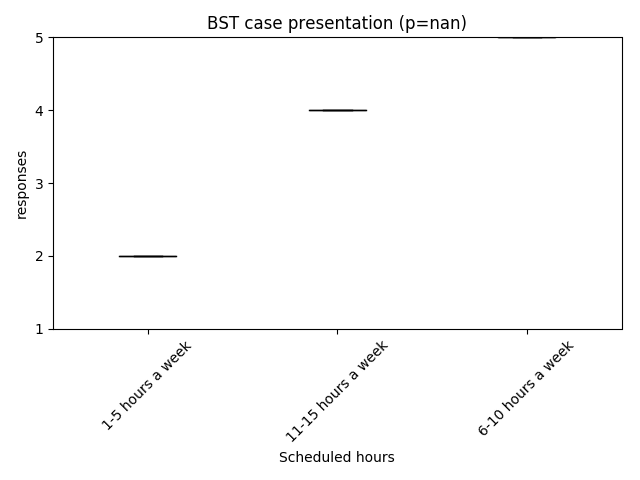 BST case presentation (p=nan)
5
4
3
2
1
responses
1-5 hours a week
11-15 hours a week
6-10 hours a week
Scheduled hours